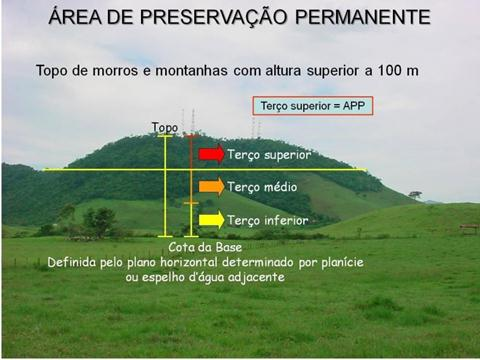 ÁREA DE PRESERVAÇÃO PERMANENTE
Topo de morros e montanhas com altura superior a 100 m
Terço superior = APP
Topo
Terço superior
Terço médio
Terço inferior
Cota da Base
Definida pelo plano horizontal determinado por planície
ou espelho d'água adjacente